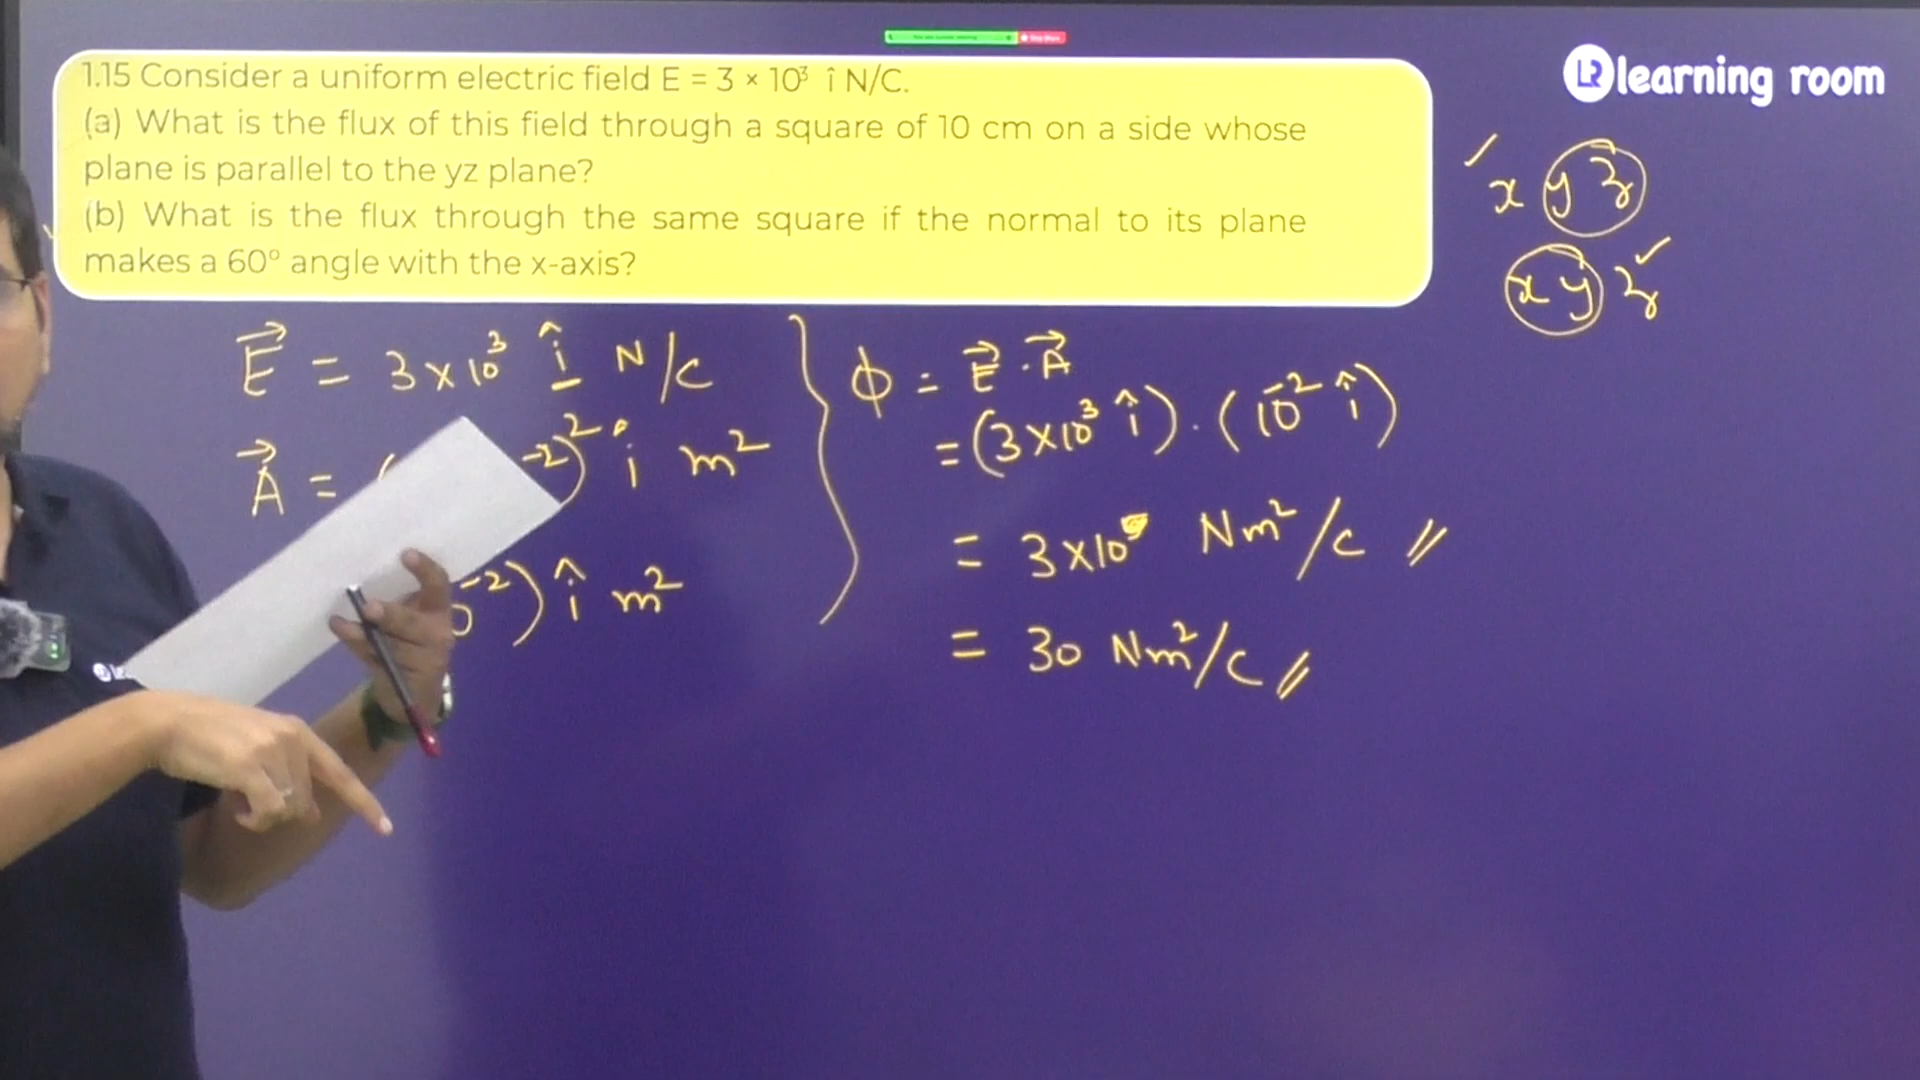 learning room
1.15 Consider a uniform electric field E = 3 × 10³ î N/C.
(a) What is the flux of this field through a square of 10 cm on a side whose
plane is parallel to the yz plane?
(b) What is the flux through the same square if the normal to its plane
makes a 60° angle with the x-axis?
x y z
x y z
E⃗ = 3×10³ î N/C
A⃗ = ( -2)² î m²
-2) î m²
ϕ = E⃗ · A⃗
= (3×10³ î) · (10⁻² î)
= 3×10 Nm²/C //
= 30 Nm²/C //